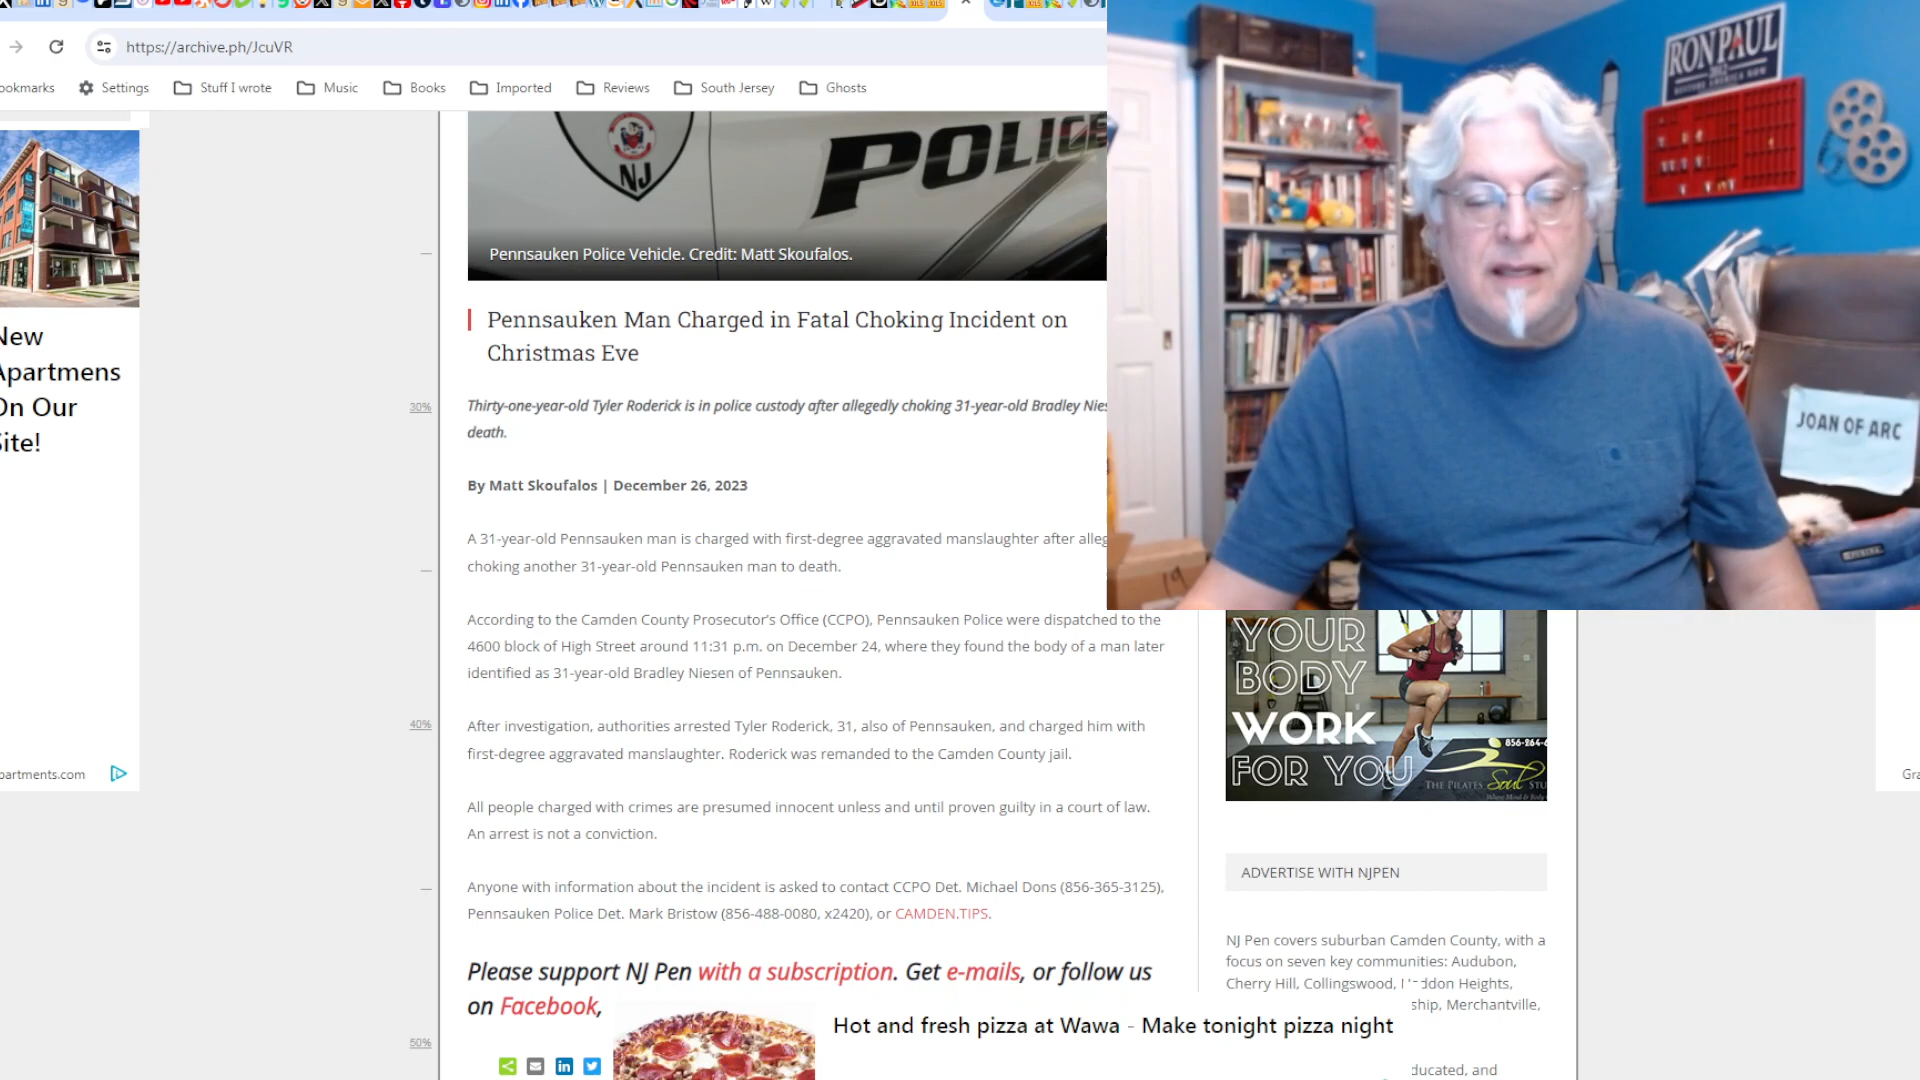 https://archive.ph/JcuVR
ookmarks
Settings
Stuff I wrote
Music
Books
Imported
Reviews
South Jersey
Ghosts
NJ
POLICE
Pennsauken Police Vehicle. Credit: Matt Skoufalos.
Pennsauken Man Charged in Fatal Choking Incident on
Christmas Eve
30%
Thirty-one-year-old Tyler Roderick is in police custody after allegedly choking 31-year-old Bradley Nies
death.
By Matt Skoufalos | December 26, 2023
A 31-year-old Pennsauken man is charged with first-degree aggravated manslaughter after alleg
choking another 31-year-old Pennsauken man to death.
According to the Camden County Prosecutor's Office (CCPO), Pennsauken Police were dispatched to the
4600 block of High Street around 11:31 p.m. on December 24, where they found the body of a man later
identified as 31-year-old Bradley Niesen of Pennsauken.
40%
After investigation, authorities arrested Tyler Roderick, 31, also of Pennsauken, and charged him with
first-degree aggravated manslaughter. Roderick was remanded to the Camden County jail.
All people charged with crimes are presumed innocent unless and until proven guilty in a court of law.
An arrest is not a conviction.
Anyone with information about the incident is asked to contact CCPO Det. Michael Dons (856-365-3125),
Pennsauken Police Det. Mark Bristow (856-488-0080, x2420), or CAMDEN.TIPS.
Please support NJ Pen with a subscription. Get e-mails, or follow us
on Facebook,
50%
Hot and fresh pizza at Wawa - Make tonight pizza night
New
Apartmens
On Our
Site!
partments.com
RON PAUL
JOAN OF ARC
19
YOUR
BODY
WORK
FOR YOU
856-264-6
THE PILATES Soul STU
ADVERTISE WITH NJPEN
NJ Pen covers suburban Camden County, with a
focus on seven key communities: Audubon,
Cherry Hill, Collingswood, Haddon Heights,
ship, Merchantville,
ducated, and
Gra